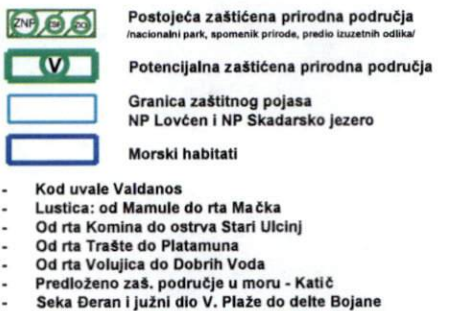 ZNP
Postojeća zaštićena prirodna područja
/nacionalni park, spomenik prirode, predio izuzetnih odlika/
V
Potencijalna zaštićena prirodna područja
Granica zaštitnog pojasa
NP Lovćen i NP Skadarsko jezero
Morski habitati
- Kod uvale Valdanos
- Lustica: od Mamule do rta Mačka
- Od rta Komina do ostrva Stari Ulcinj
- Od rta Trašte do Platamuna
- Od rta Volujica do Dobrih Voda
- Predloženo zaš. područje u moru - Katič
- Seka Đeran i južni dio V. Plaže do delte Bojane